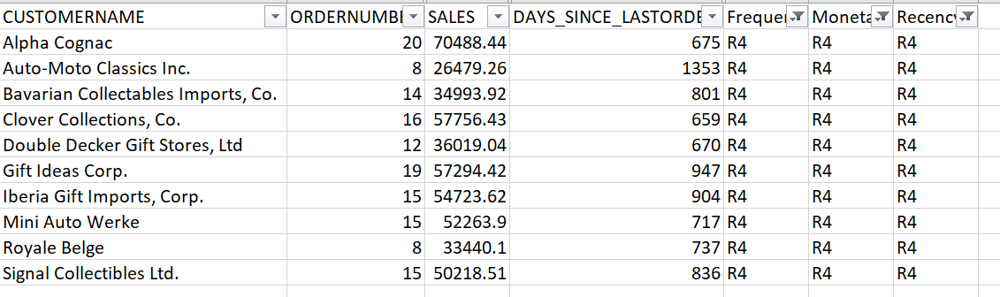 CUSTOMERNAME ORDERNUMBE SALES DAYS_SINCE_LASTORDE Freque Moneta Recency
Alpha Cognac 20 70488.44 675 R4 R4 R4
Auto-Moto Classics Inc. 8 26479.26 1353 R4 R4 R4
Bavarian Collectables Imports, Co. 14 34993.92 801 R4 R4 R4
Clover Collections, Co. 16 57756.43 659 R4 R4 R4
Double Decker Gift Stores, Ltd 12 36019.04 670 R4 R4 R4
Gift Ideas Corp. 19 57294.42 947 R4 R4 R4
Iberia Gift Imports, Corp. 15 54723.62 904 R4 R4 R4
Mini Auto Werke 15 52263.9 717 R4 R4 R4
Royale Belge 8 33440.1 737 R4 R4 R4
Signal Collectibles Ltd. 15 50218.51 836 R4 R4 R4